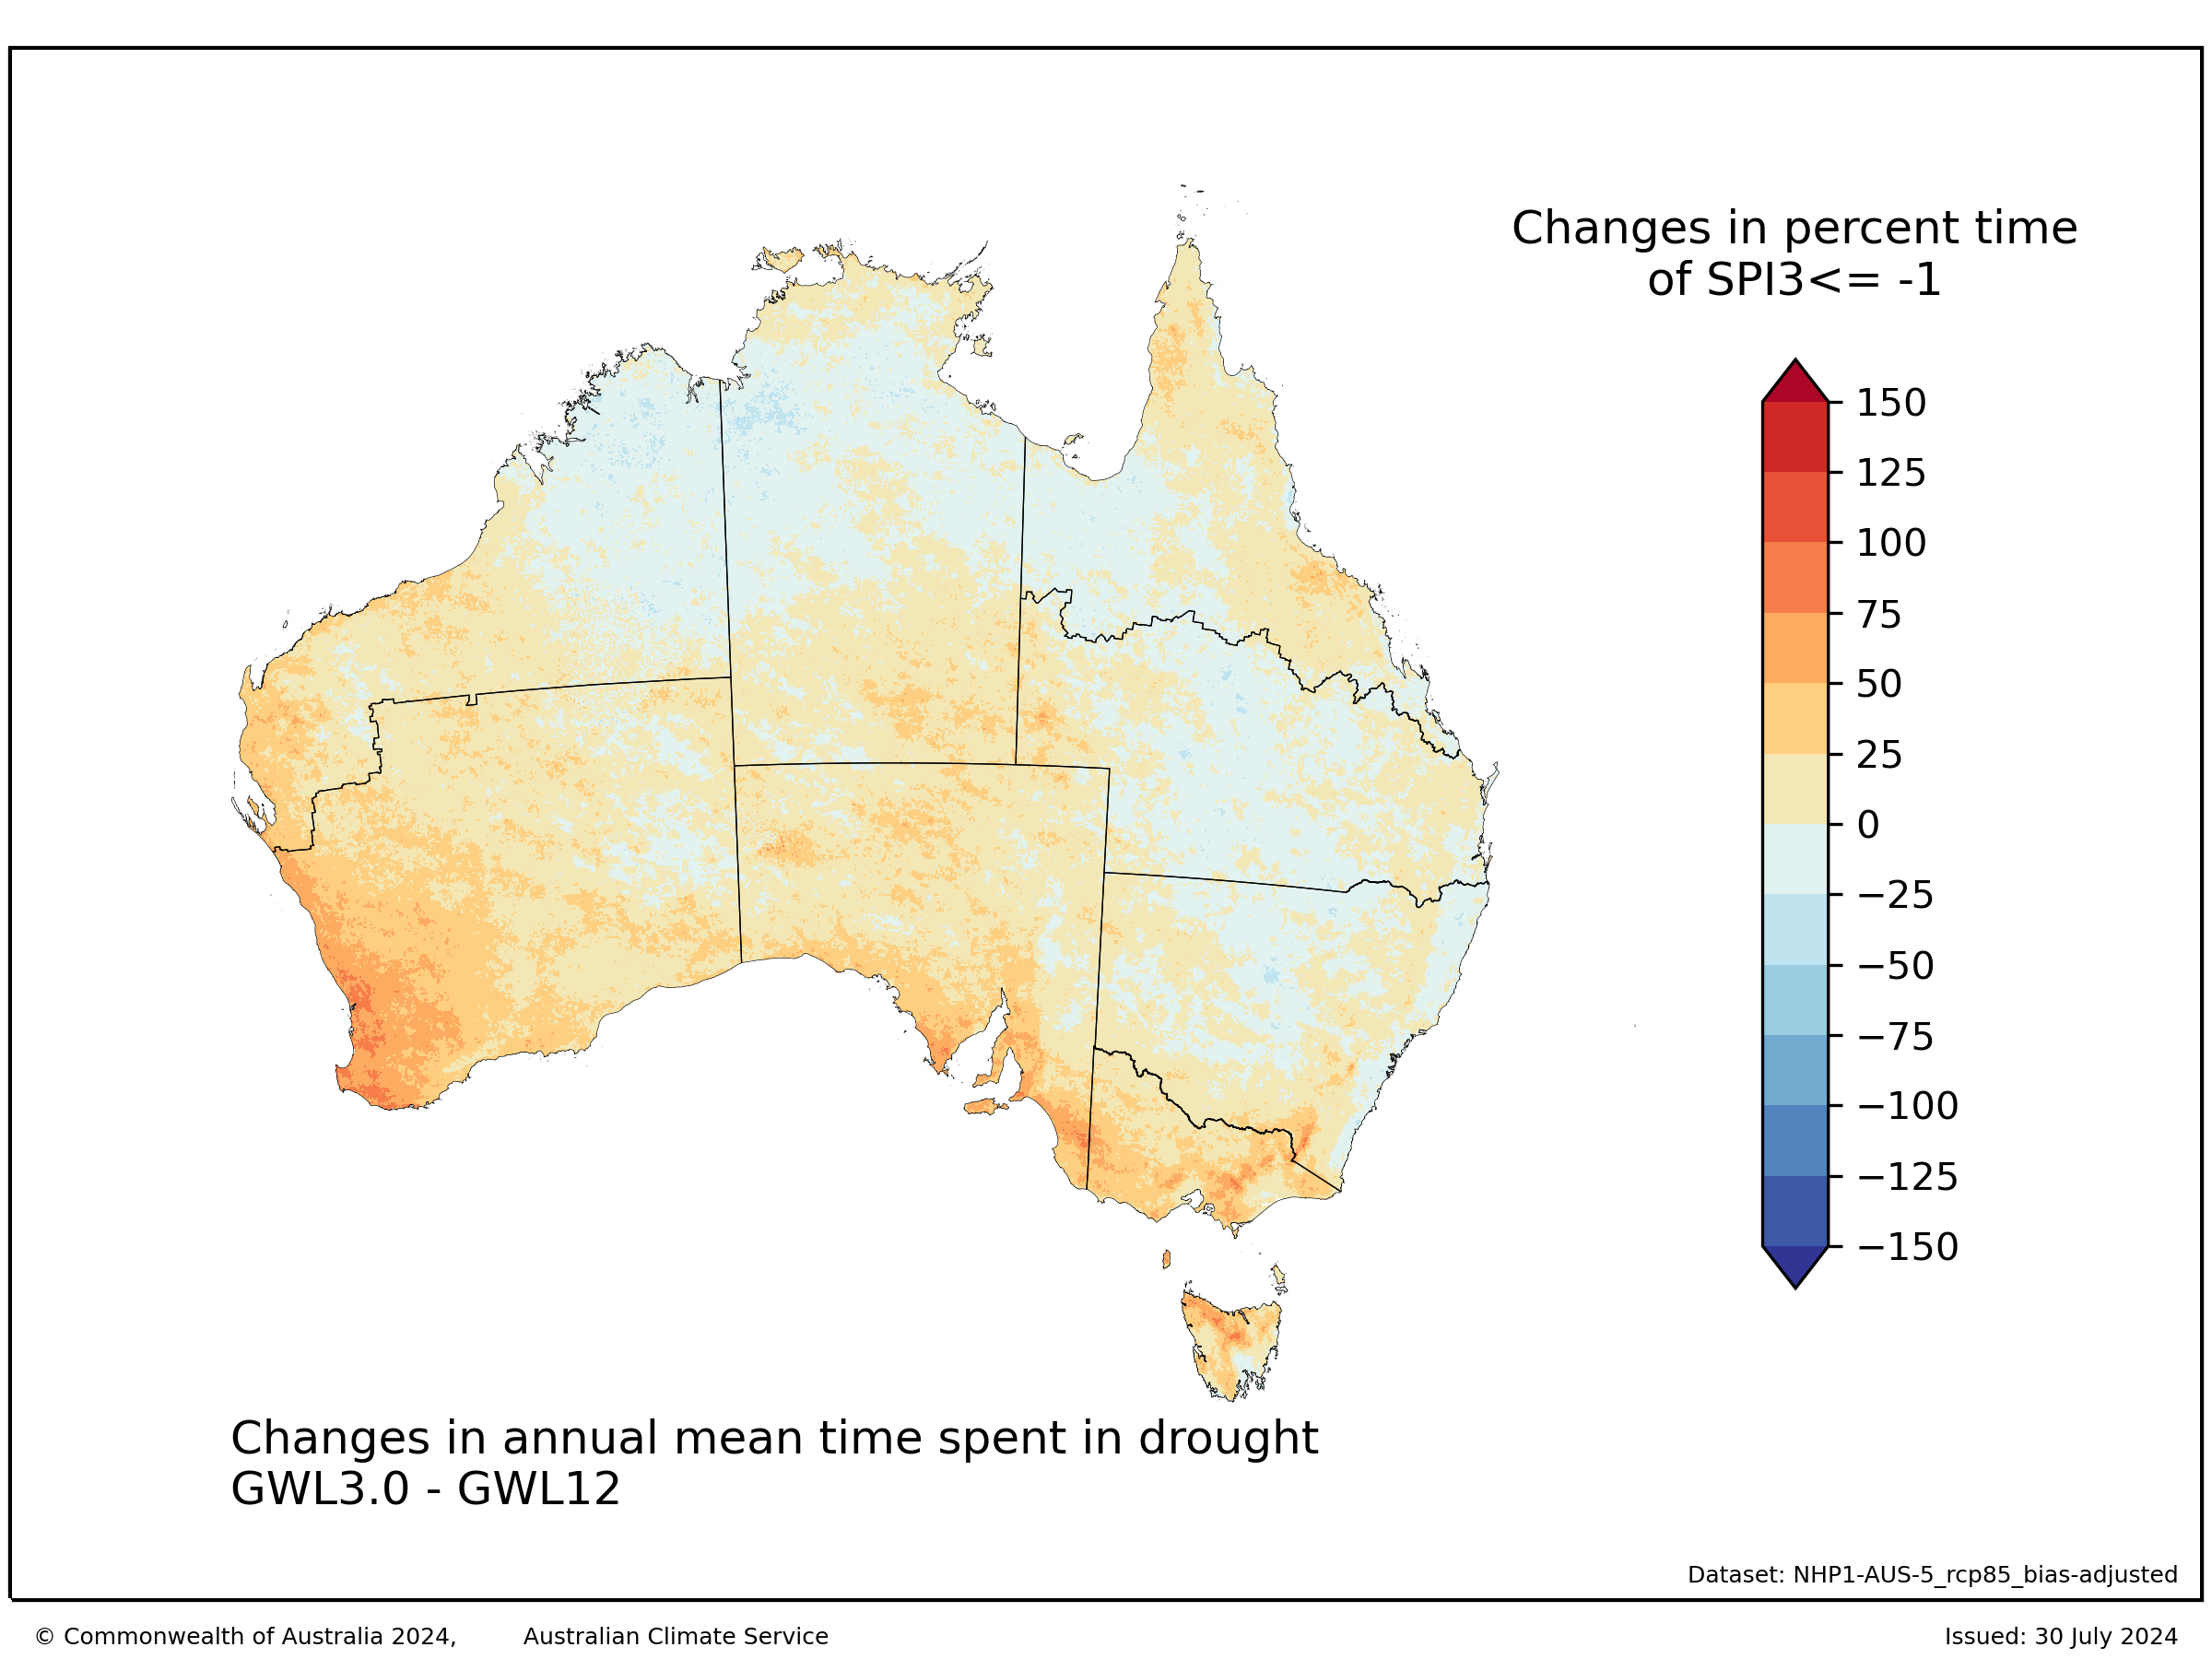 Changes in percent time
of SPI3<= -1
150
125
100
75
50
25
0
−25
−50
−75
−100
−125
−150
Changes in annual mean time spent in drought
GWL3.0 - GWL12
Dataset: NHP1-AUS-5_rcp85_bias-adjusted
© Commonwealth of Australia 2024, Australian Climate Service
Issued: 30 July 2024